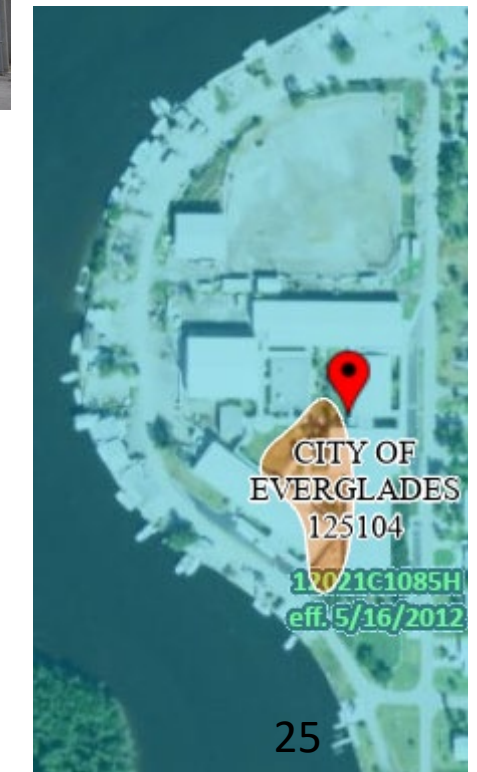 CITY OF
EVERGLADES
125104
12021C1085H
eff. 5/16/2012
25